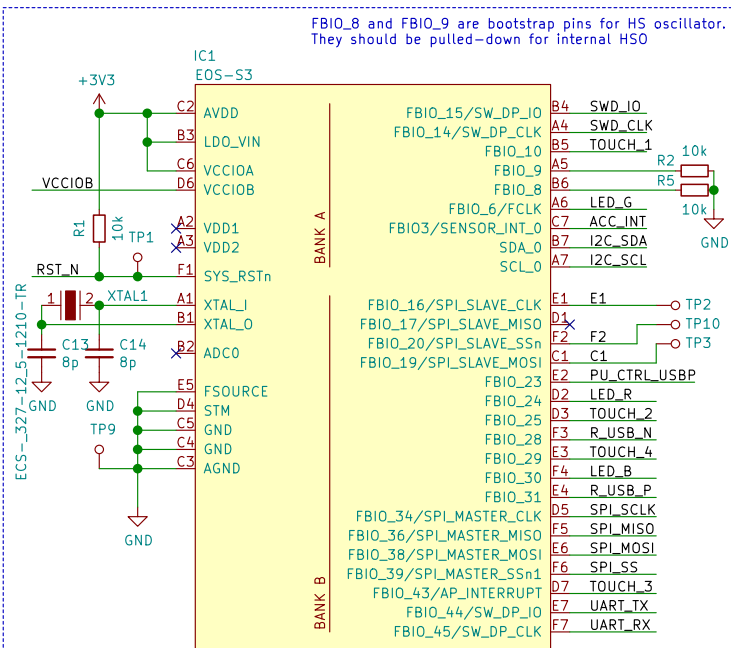 FBIO_8 and FBIO_9 are bootstrap pins for HS oscillator.
They should be pulled-down for internal HSO
IC1
EOS-S3
+3V3
C2 AVDD
B3 LDO_VIN
C6 VCCIOA
VCCIOB D6 VCCIOB
R1 10k
A2 VDD1
A3 VDD2
TP1
RST_N F1 SYS_RSTn
1 2 XTAL1
ECS-_327-12_5-1210-TR
A1 XTAL_I
B1 XTAL_O
C13 8p
C14 8p
B2 ADC0
GND
GND
E5 FSOURCE
D4 STM
C5 GND
C4 GND
TP9
C3 AGND
GND
BANK A
BANK B
FBIO_15/SW_DP_IO B4 SWD_IO
FBIO_14/SW_DP_CLK A4 SWD_CLK
FBIO_10 B5 TOUCH_1
FBIO_9 A5 R2 10k
FBIO_8 B6 R5 10k
GND
FBIO_6/FCLK A6 LED_G
FBIO3/SENSOR_INT_0 C7 ACC_INT
SDA_0 B7 I2C_SDA
SCL_0 A7 I2C_SCL
FBIO_16/SPI_SLAVE_CLK E1 E1 TP2
FBIO_17/SPI_SLAVE_MISO D1
TP10
FBIO_20/SPI_SLAVE_SSn F2 F2
TP3
FBIO_19/SPI_SLAVE_MOSI C1 C1
FBIO_23 E2 PU_CTRL_USBP
FBIO_24 D2 LED_R
FBIO_25 D3 TOUCH_2
FBIO_28 F3 R_USB_N
FBIO_29 E3 TOUCH_4
FBIO_30 F4 LED_B
FBIO_31 E4 R_USB_P
FBIO_34/SPI_MASTER_CLK D5 SPI_SCLK
FBIO_36/SPI_MASTER_MISO F5 SPI_MISO
FBIO_38/SPI_MASTER_MOSI E6 SPI_MOSI
FBIO_39/SPI_MASTER_SSn1 F6 SPI_SS
FBIO_43/AP_INTERRUPT D7 TOUCH_3
FBIO_44/SW_DP_IO E7 UART_TX
FBIO_45/SW_DP_CLK F7 UART_RX